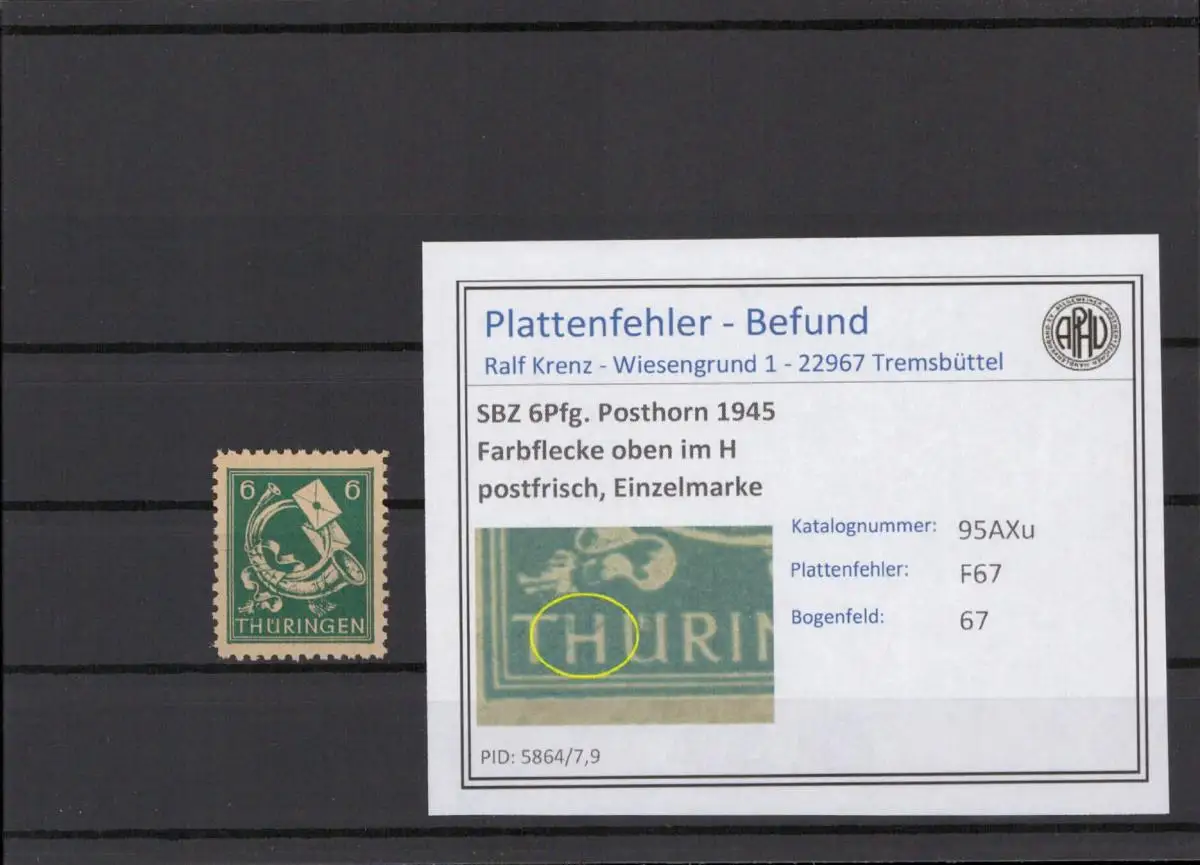 6 6
THÜRINGEN
Plattenfehler - Befund
Ralf Krenz - Wiesengrund 1 - 22967 Tremsbüttel
APHV
SBZ 6Pfg. Posthorn 1945
Farbflecke oben im H
postfrisch, Einzelmarke
THÜRIN
Katalognummer: 95AXu
Plattenfehler: F67
Bogenfeld: 67
PID: 5864/7,9